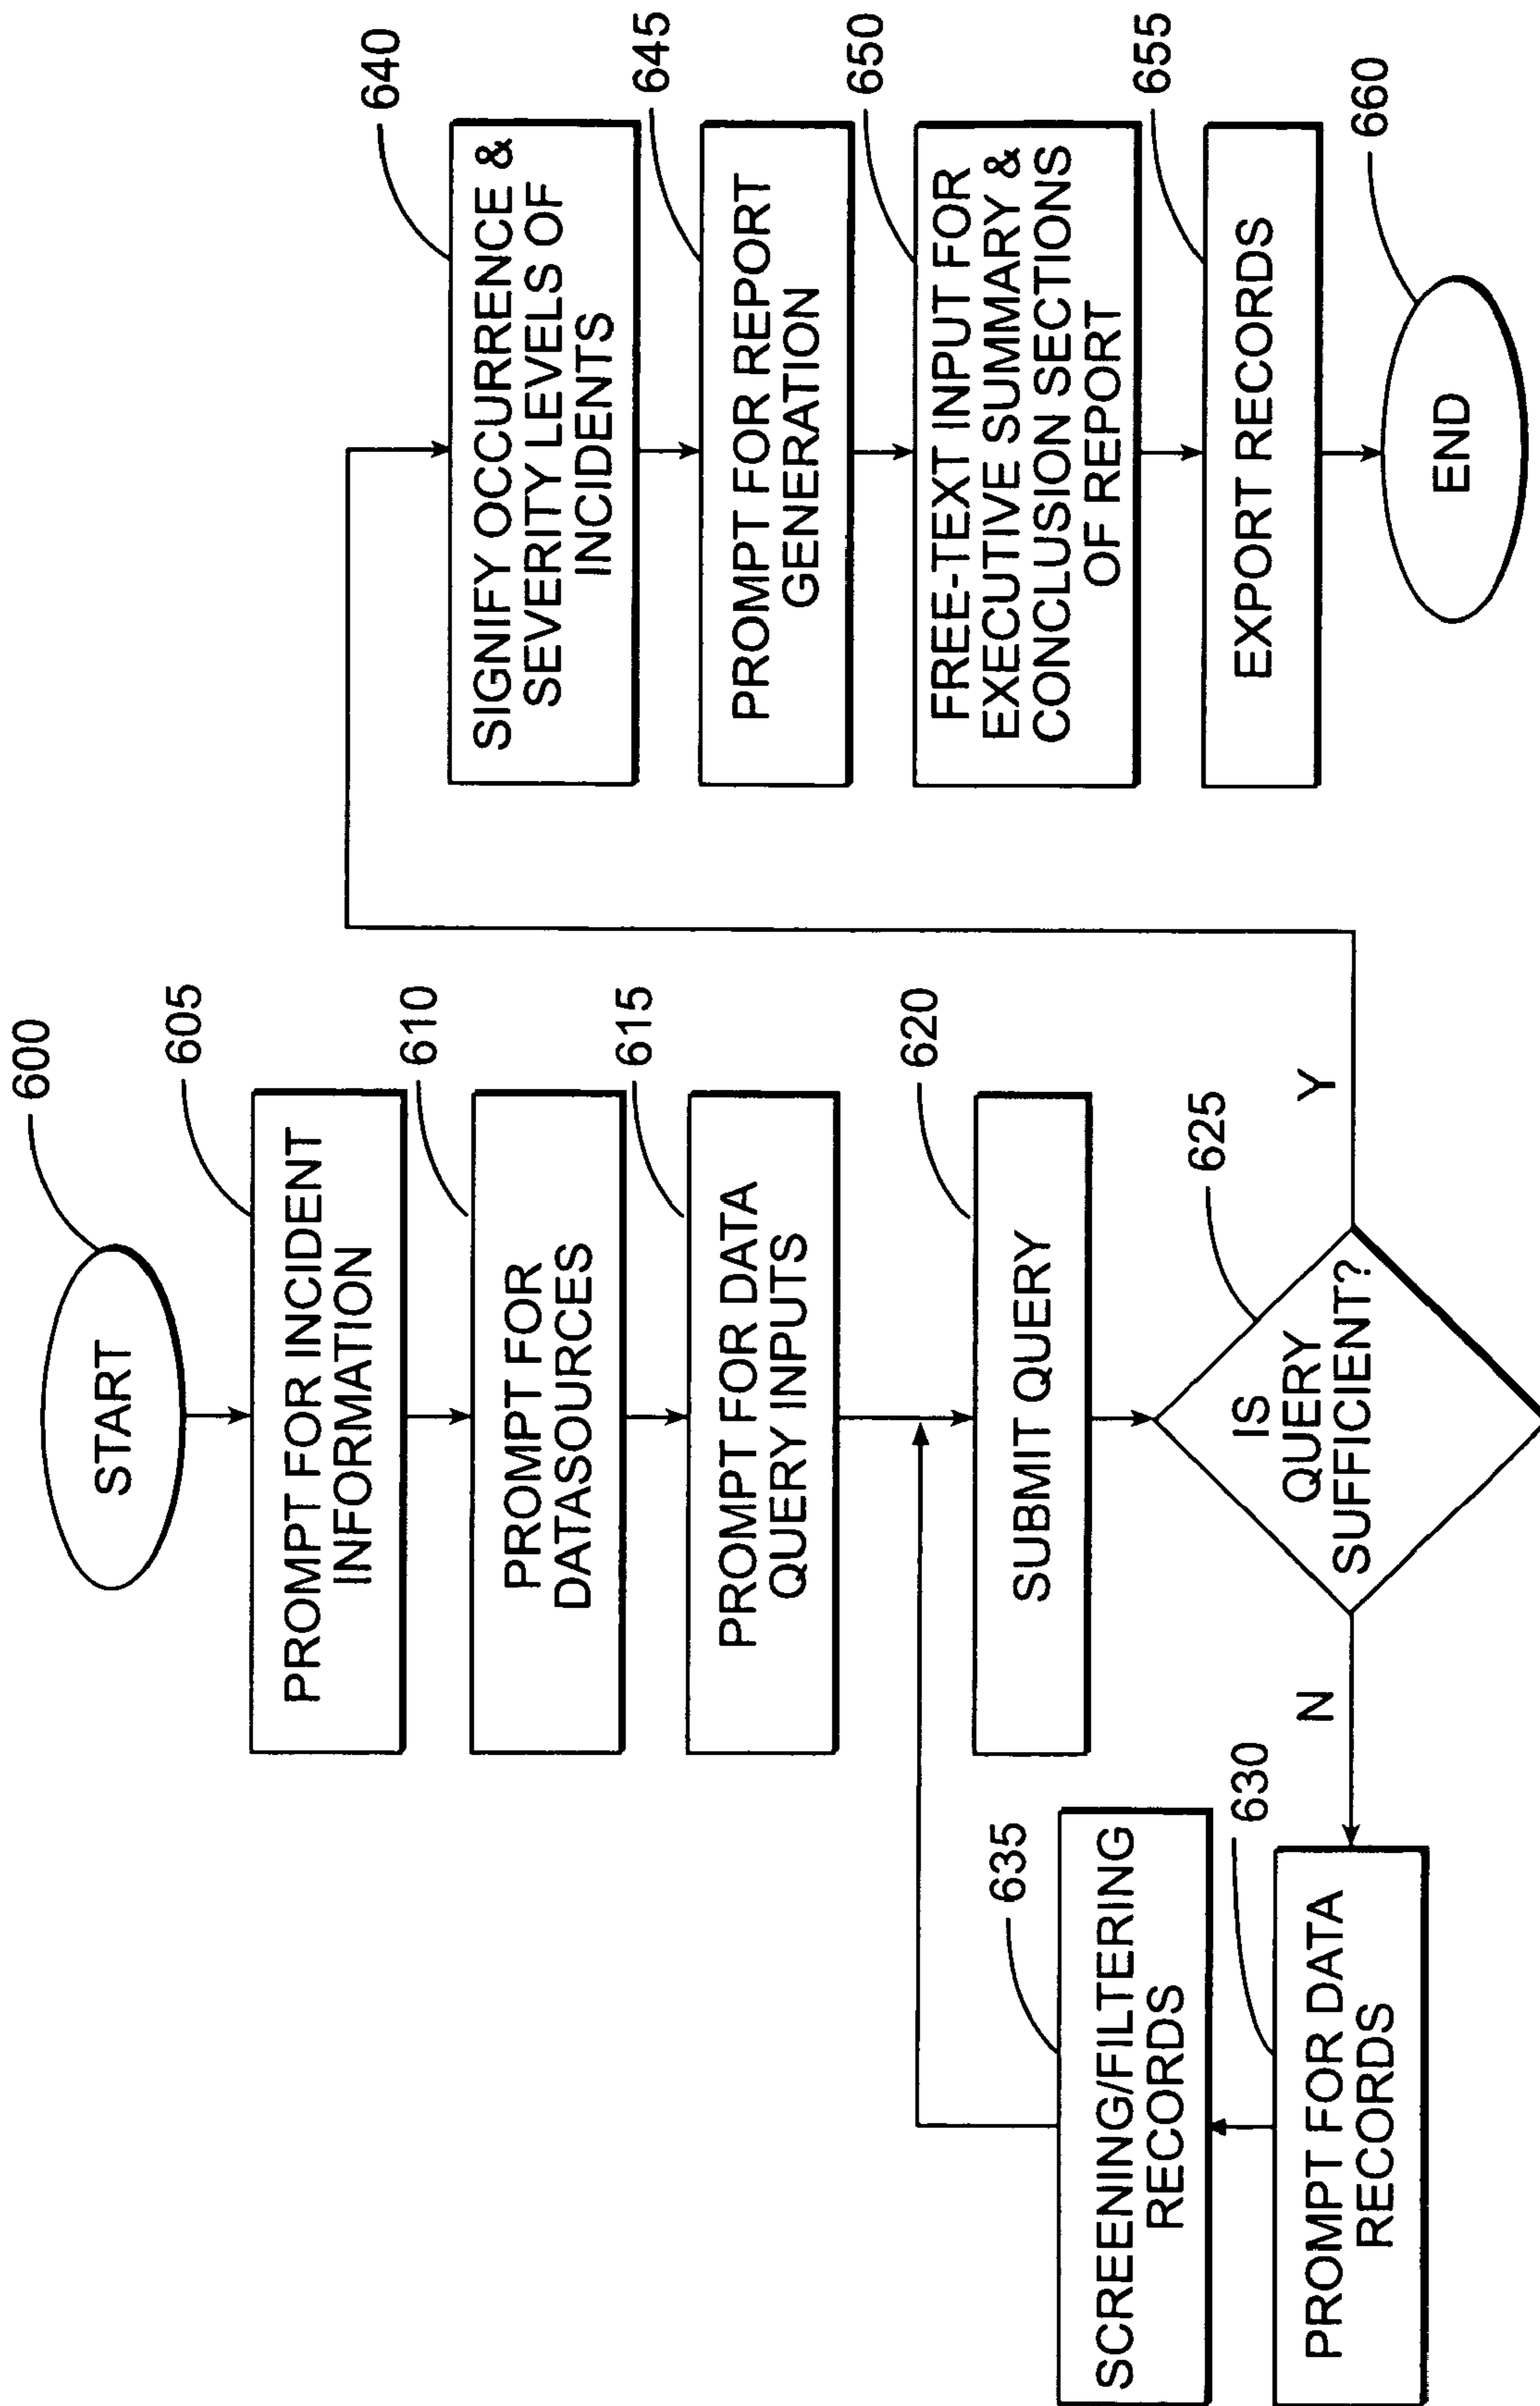 600
START
605
PROMPT FOR INCIDENT
INFORMATION
610
PROMPT FOR
DATASOURCES
615
PROMPT FOR DATA
QUERY INPUTS
620
SUBMIT QUERY
625
IS
QUERY
SUFFICIENT?
N
Y
630
PROMPT FOR DATA
RECORDS
635
SCREENING/FILTERING
RECORDS
640
SIGNIFY OCCURRENCE &
SEVERITY LEVELS OF
INCIDENTS
645
PROMPT FOR REPORT
GENERATION
650
FREE-TEXT INPUT FOR
EXECUTIVE SUMMARY &
CONCLUSION SECTIONS
OF REPORT
655
EXPORT RECORDS
660
END